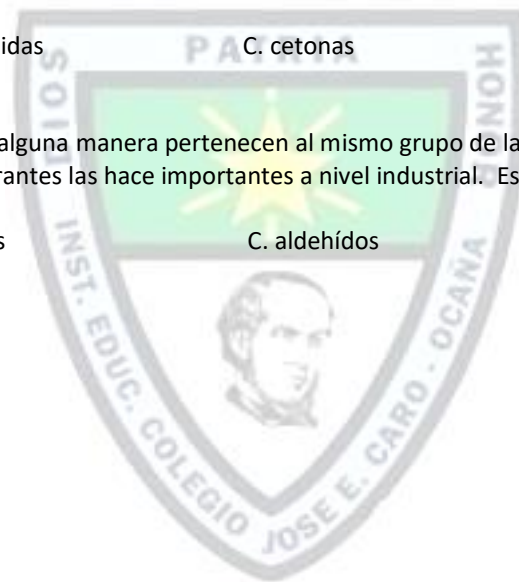 idas C. cetonas
alguna manera pertenecen al mismo grupo de la
rantes las hace importantes a nivel industrial. Es
s C. aldehídos
DIOS PATRIA HONOR
INST. EDUC. COLEGIO JOSE E. CARO - OCAÑA